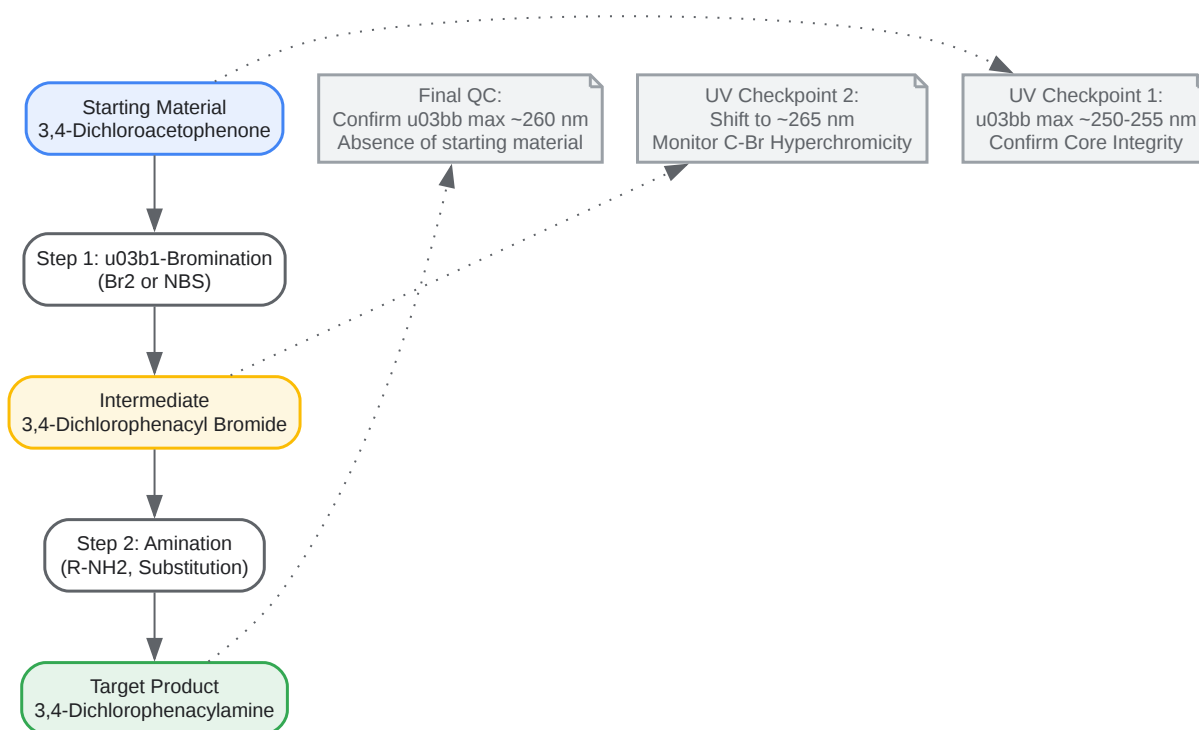 Starting Material
3,4-Dichloroacetophenone
Final QC:
Confirm u03bb max ~260 nm
Absence of starting material
UV Checkpoint 2:
Shift to ~265 nm
Monitor C-Br Hyperchromicity
UV Checkpoint 1:
u03bb max ~250-255 nm
Confirm Core Integrity
Step 1: u03b1-Bromination
(Br2 or NBS)
Intermediate
3,4-Dichlorophenacyl Bromide
Step 2: Amination
(R-NH2, Substitution)
Target Product
3,4-Dichlorophenacylamine